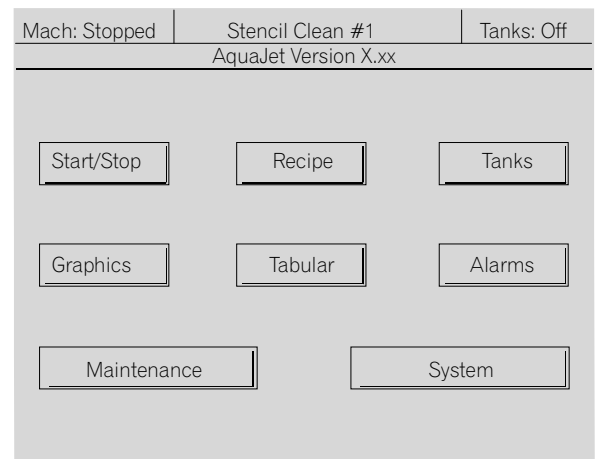 Mach: Stopped Stencil Clean #1 Tanks: Off
AquaJet Version X.xx
Start/Stop Recipe Tanks
Graphics Tabular Alarms
Maintenance System